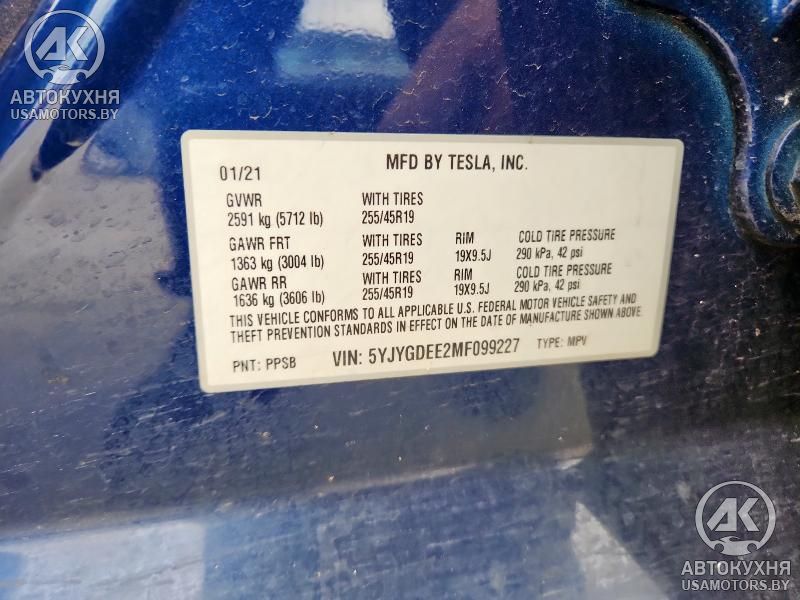 AK
АВТОКУХНЯ
USAMOTORS.BY
01/21 MFD BY TESLA, INC.
GVWR WITH TIRES
2591 kg (5712 lb) 255/45R19
GAWR FRT WITH TIRES RIM COLD TIRE PRESSURE
1363 kg (3004 lb) 255/45R19 19X9.5J 290 kPa, 42 psi
GAWR RR WITH TIRES RIM COLD TIRE PRESSURE
1636 kg (3606 lb) 255/45R19 19X9.5J 290 kPa, 42 psi
THIS VEHICLE CONFORMS TO ALL APPLICABLE U.S. FEDERAL MOTOR VEHICLE SAFETY AND
THEFT PREVENTION STANDARDS IN EFFECT ON THE DATE OF MANUFACTURE SHOWN ABOVE.
PNT: PPSB VIN: 5YJYGDEE2MF099227 TYPE: MPV
AK
АВТОКУХНЯ
USAMOTORS.BY